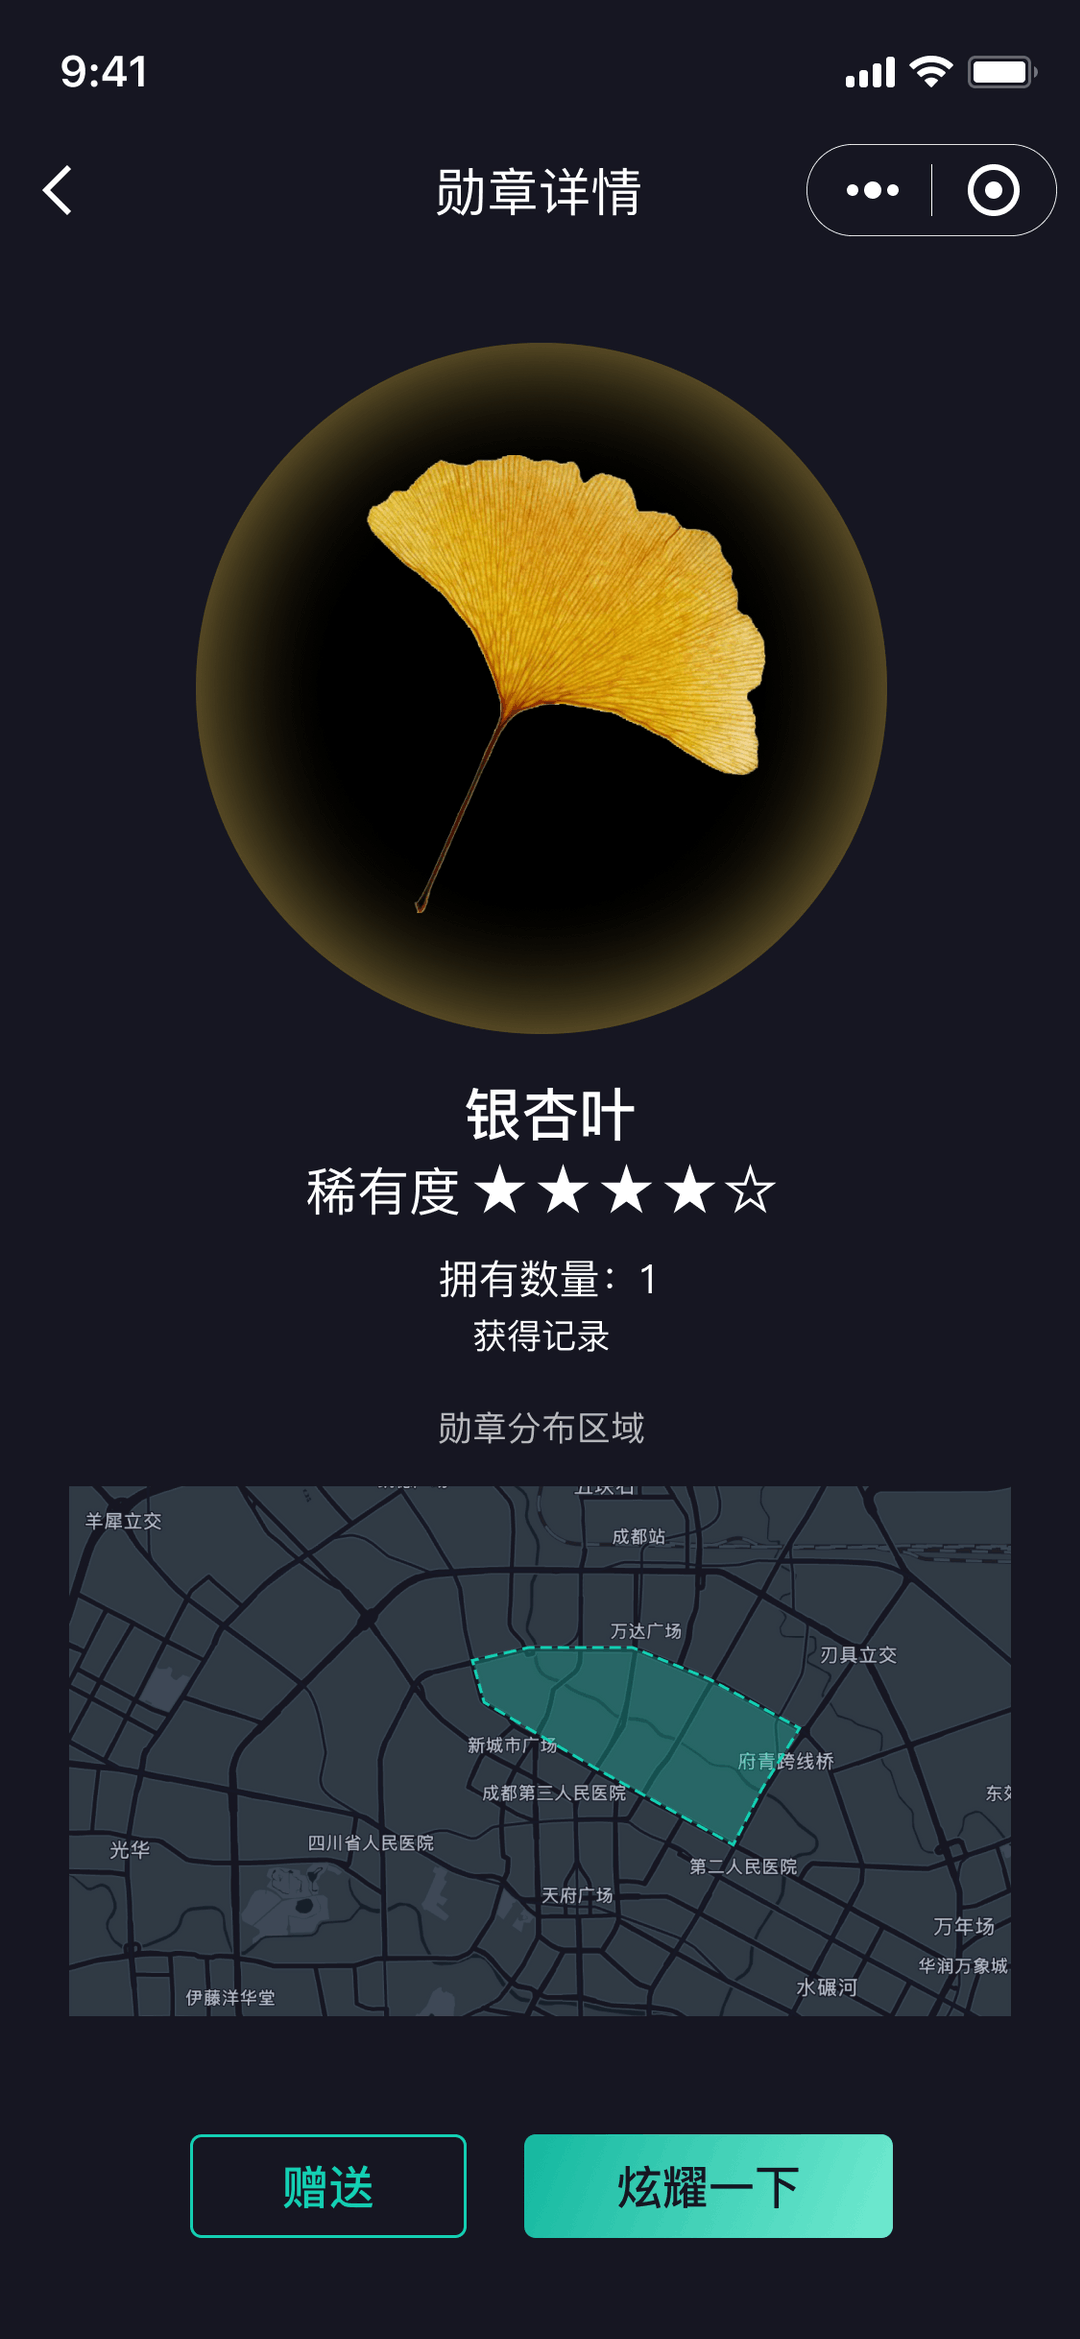 9:41
勋章详情
银杏叶
稀有度 ★★★★☆
拥有数量：1
获得记录
勋章分布区域
羊犀立交
成都站
万达广场
刃具立交
新城市广场
府青跨线桥
成都第三人民医院
东郊
四川省人民医院
光华
第二人民医院
天府广场
万年场
华润万象城
水碾河
伊藤洋华堂
赠送
炫耀一下